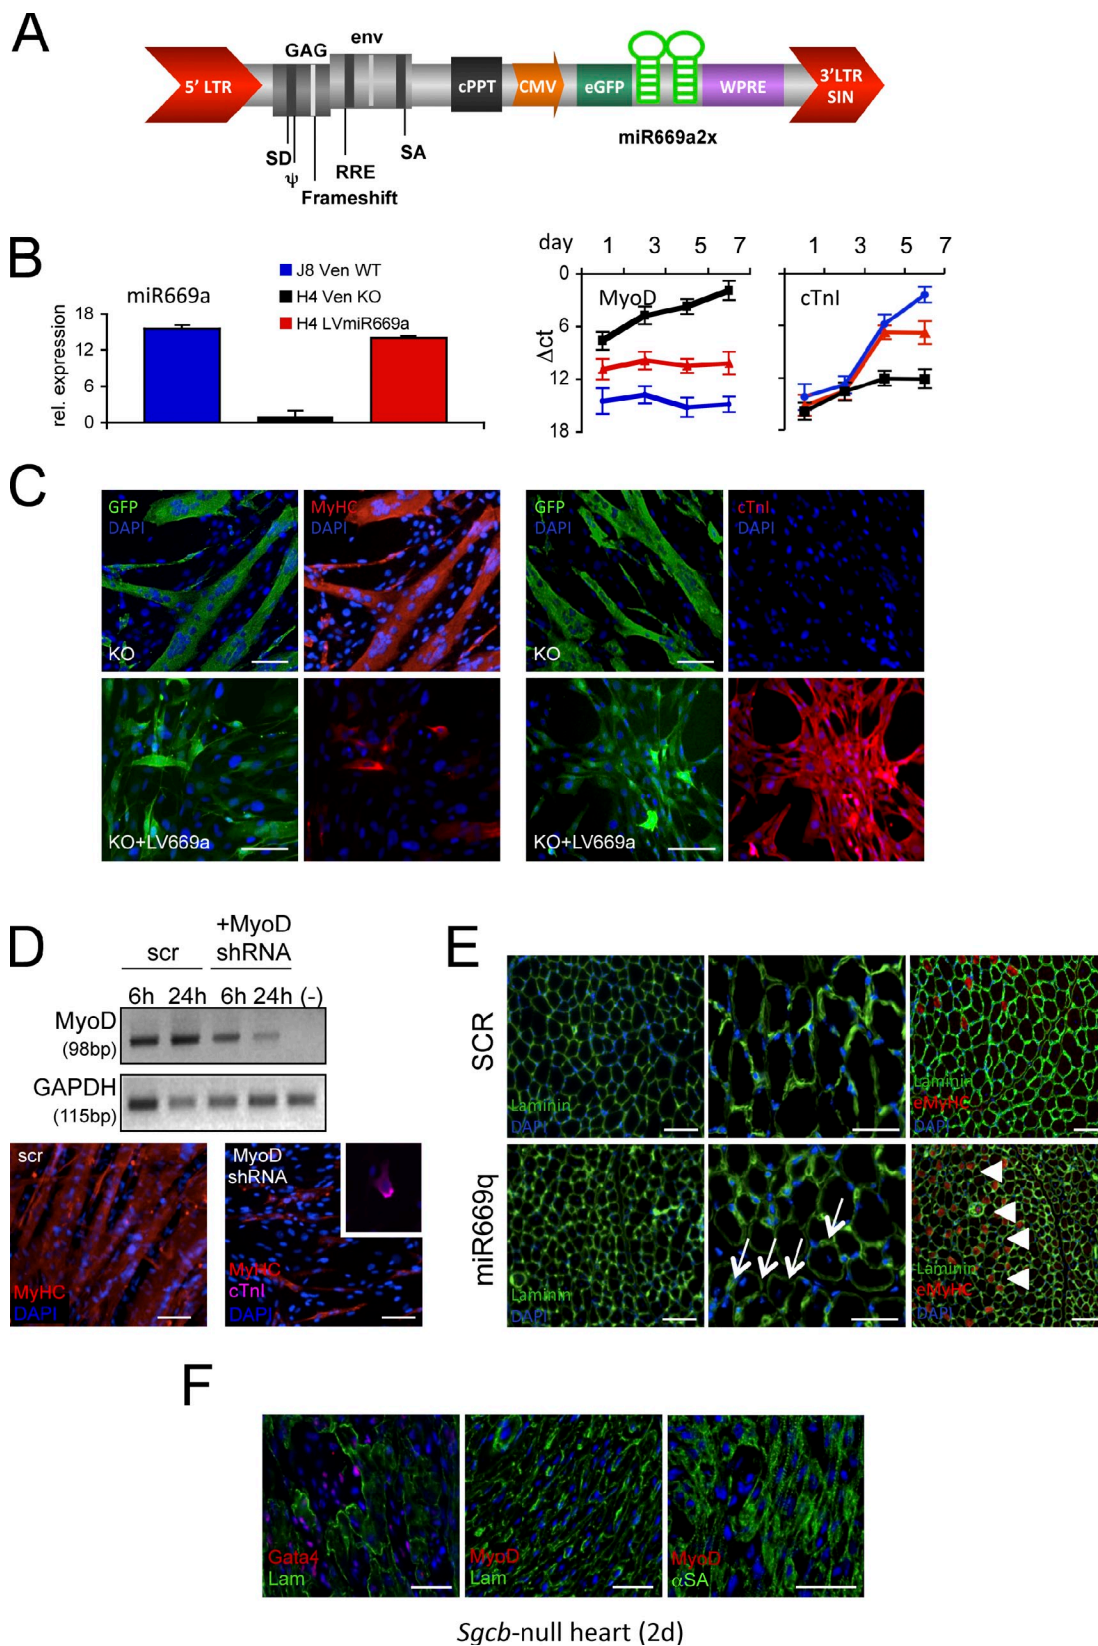 A
5' LTR
GAG
env
cPPT
CMV
eGFP
WPRE
3'LTR
SIN
miR669a2x
SD
ψ
Frameshift
RRE
SA
B
miR669a
rel. expression
18
12
6
0
J8 Ven WT
H4 Ven KO
H4 LVmiR669a
day
1 3 5 7
1 3 5 7
MyoD
cTnI
Δct
0
6
12
18
C
GFP
DAPI
KO
MyHC
DAPI
GFP
DAPI
KO
cTnI
DAPI
KO+LV669a
KO+LV669a
D
scr
+MyoD
shRNA
6h 24h 6h 24h (-)
MyoD
(98bp)
GAPDH
(115bp)
scr
MyHC
DAPI
MyoD
shRNA
MyHC
cTnI
DAPI
E
SCR
Laminin
DAPI
Laminin
eMyHC
DAPI
miR669q
Laminin
DAPI
Laminin
eMyHC
DAPI
F
Gata4
Lam
MyoD
Lam
MyoD
αSA
Sgcb-null heart (2d)